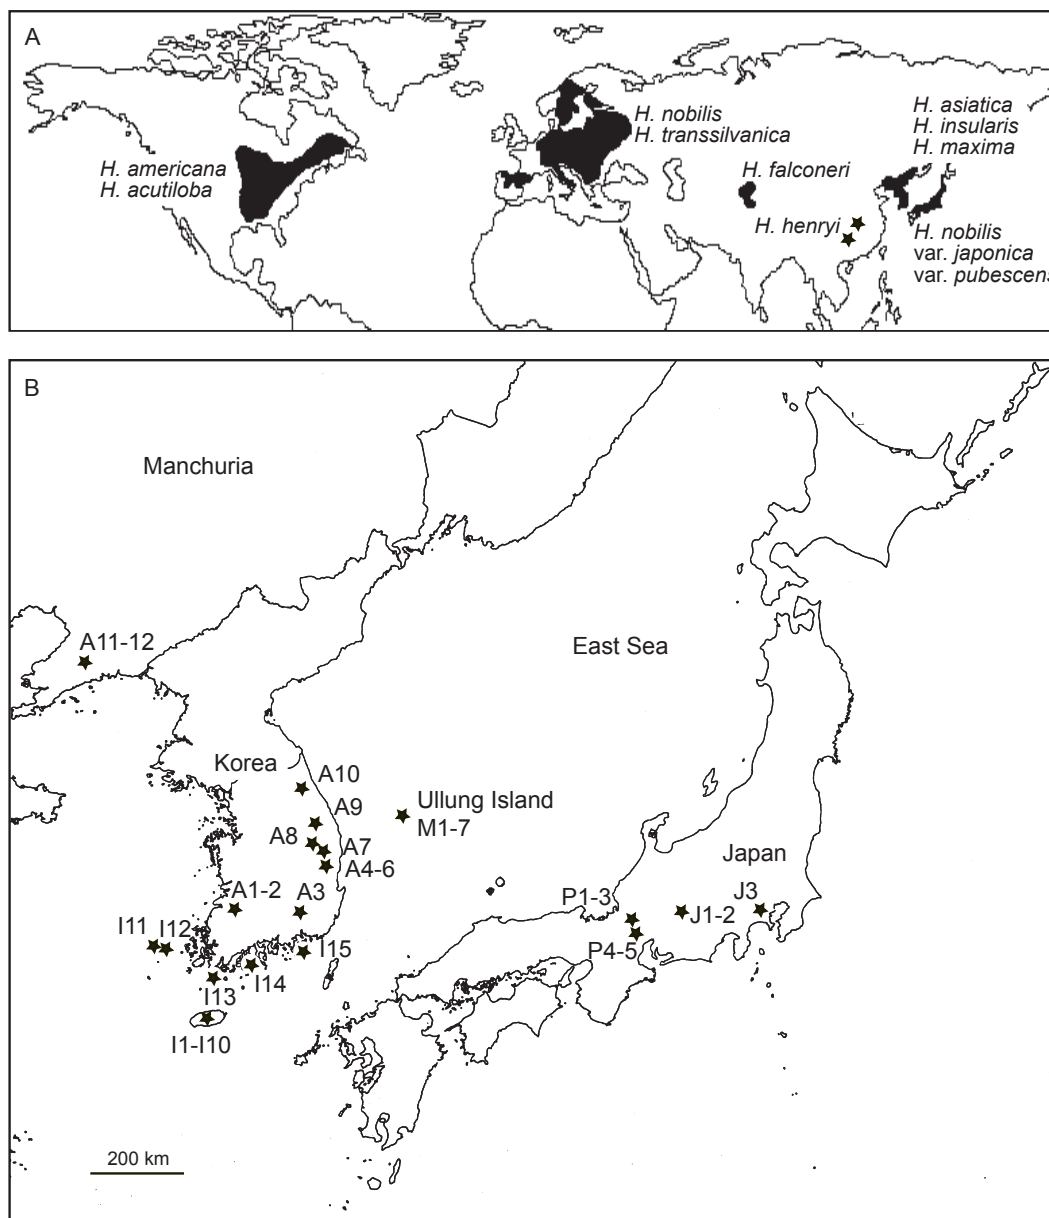 A
H. americana
H. acutiloba
H. nobilis
H. transsilvanica
H. falconeri
H. henryi
H. asiatica
H. insularis
H. maxima
H. nobilis
var. japonica
var. pubescens
B
Manchuria
East Sea
A11-12
Korea
A10
A9
A8
A7
A4-6
Ullung Island
M1-7
Japan
A1-2
A3
P1-3
J1-2
J3
I11
I12
I15
P4-5
I13
I14
I1-I10
200 km